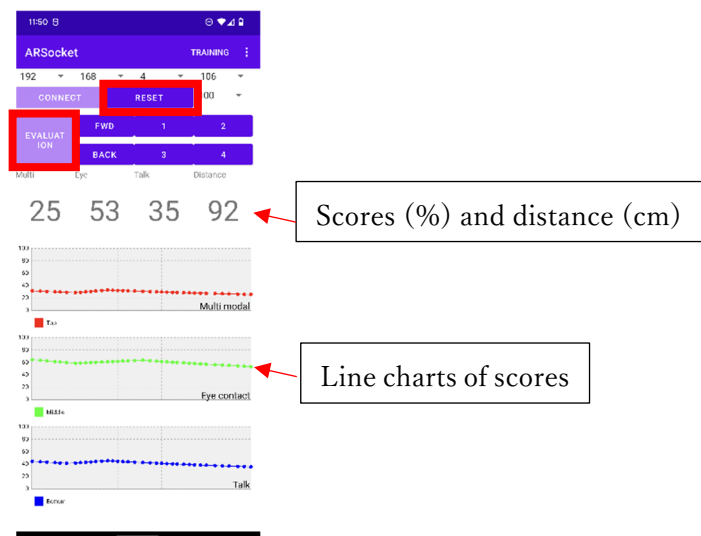 11:50
ARSocket TRAINING
192 168 4 106
CONNECT RESET
EVALUAT
ION
FWD 1 2
BACK 3 4
Multi Eye Talk Distance
25 53 35 92
Scores (%) and distance (cm)
100
80
60
40
20
0
Multi modal
100
80
60
40
20
0
Eye contact
Line charts of scores
Middle
100
80
60
40
20
0
Talk